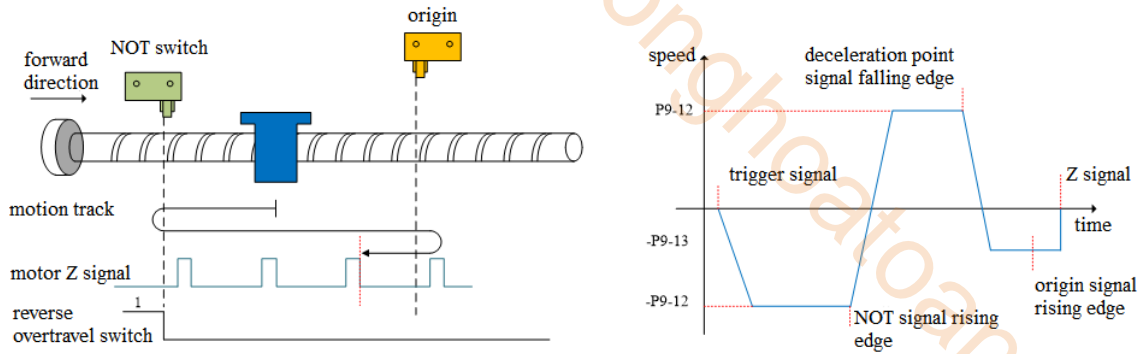 origin
NOT switch
forward
direction
motion track
motor Z signal
1
reverse
overtravel switch
speed
deceleration point
signal falling edge
P9-12
trigger signal
Z signal
time
-P9-13
-P9-12
origin signal
rising edge
NOT signal rising
edge